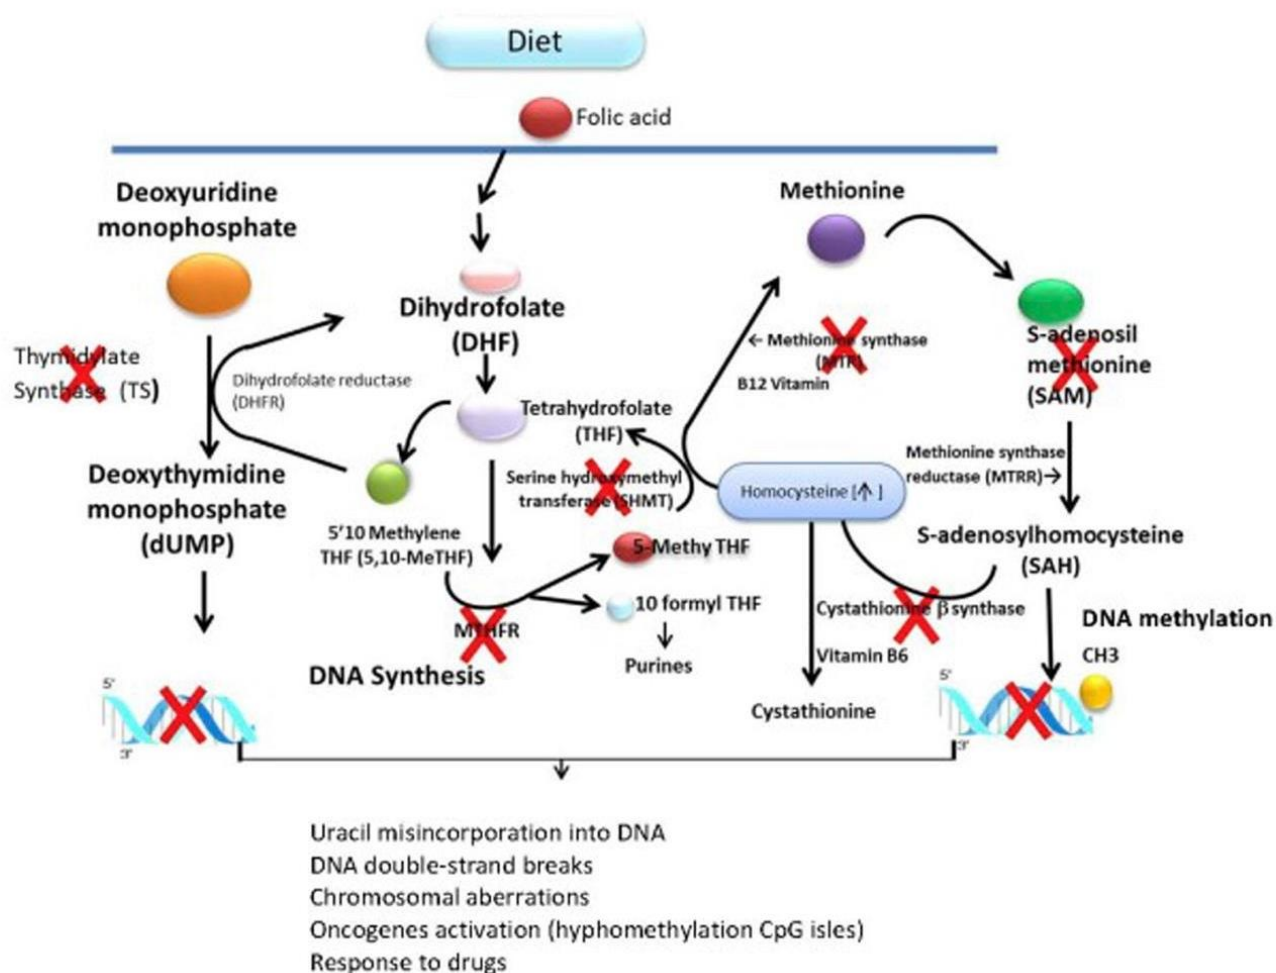 Diet
Folic acid
Deoxyuridine
monophosphate
Methionine
Dihydrofolate
(DHF)
Thymidylate
Synthase (TS)
Dihydrofolate reductase
(DHFR)
← Methionine synthase
(MTR)
B12 Vitamin
S-adenosil
methionine
(SAM)
Tetrahydrofolate
(THF)
Deoxythymidine
monophosphate
(dUMP)
Serine hydroxymethyl
transferase (SHMT)
Homocysteine [↑]
Methionine synthase
reductase (MTRR)→
5'10 Methylene
THF (5,10-MeTHF)
5-Methy THF
S-adenosylhomocysteine
(SAH)
10 formyl THF
Purines
MTHFR
DNA Synthesis
Cystathionine β synthase
Vitamin B6
Cystathionine
DNA methylation
CH3
5'
3'
5'
3'
Uracil misincorporation into DNA
DNA double-strand breaks
Chromosomal aberrations
Oncogenes activation (hyphomethylation CpG isles)
Response to drugs